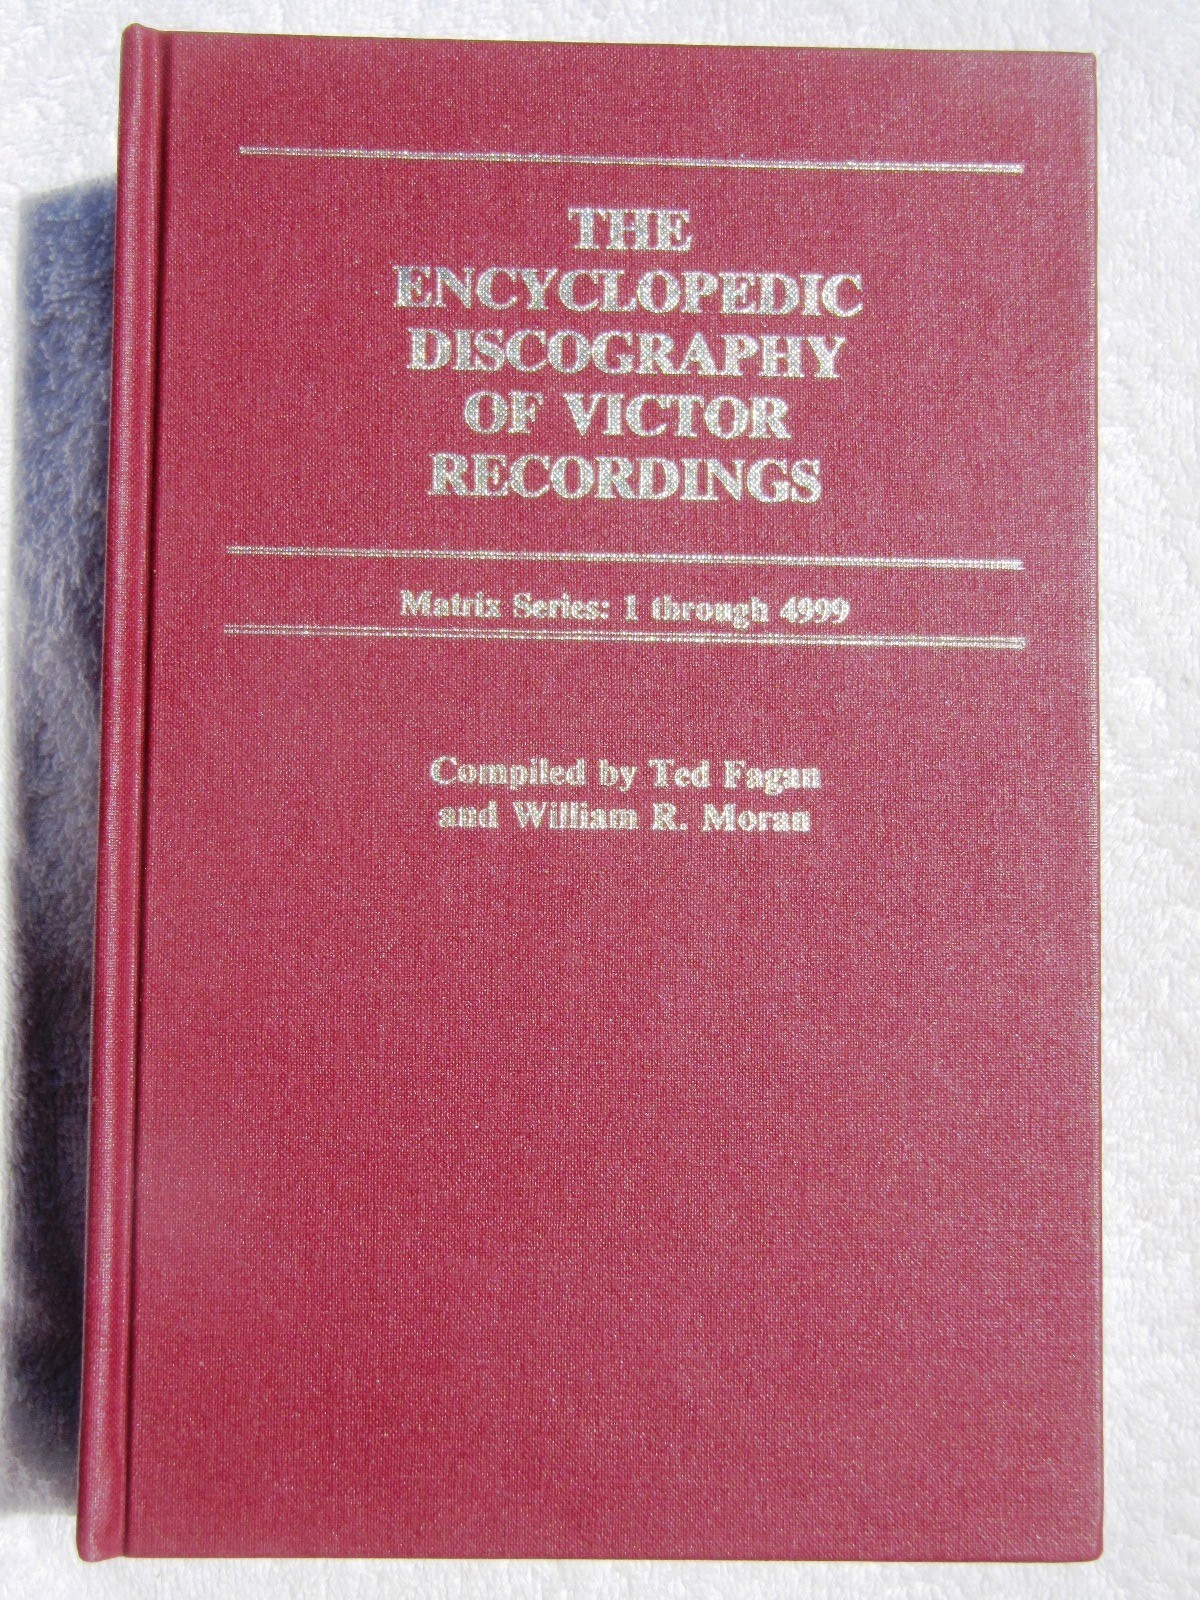 THE
ENCYCLOPEDIC
DISCOGRAPHY
OF VICTOR
RECORDINGS
Matrix Series: 1 through 4999
Compiled by Ted Fagan
and William R. Moran